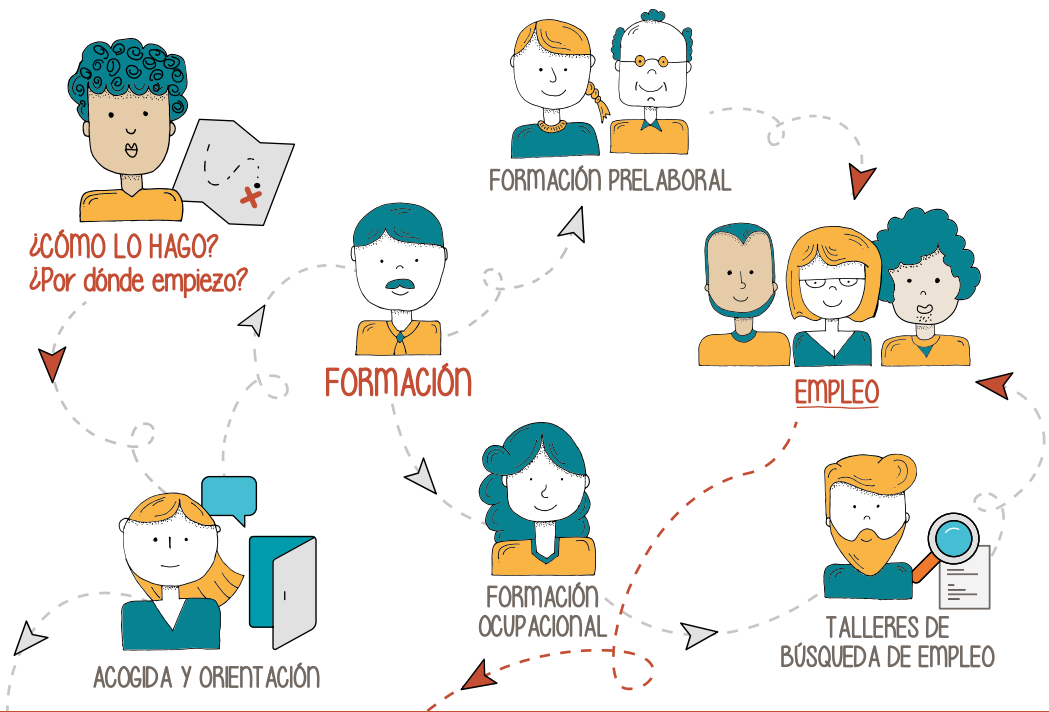 ¿CÓMO LO HAGO?
¿Por dónde empiezo?
FORMACIÓN PRELABORAL
FORMACIÓN
EMPLEO
FORMACIÓN
OCUPACIONAL
TALLERES DE
BÚSQUEDA DE EMPLEO
ACOGIDA Y ORIENTACIÓN